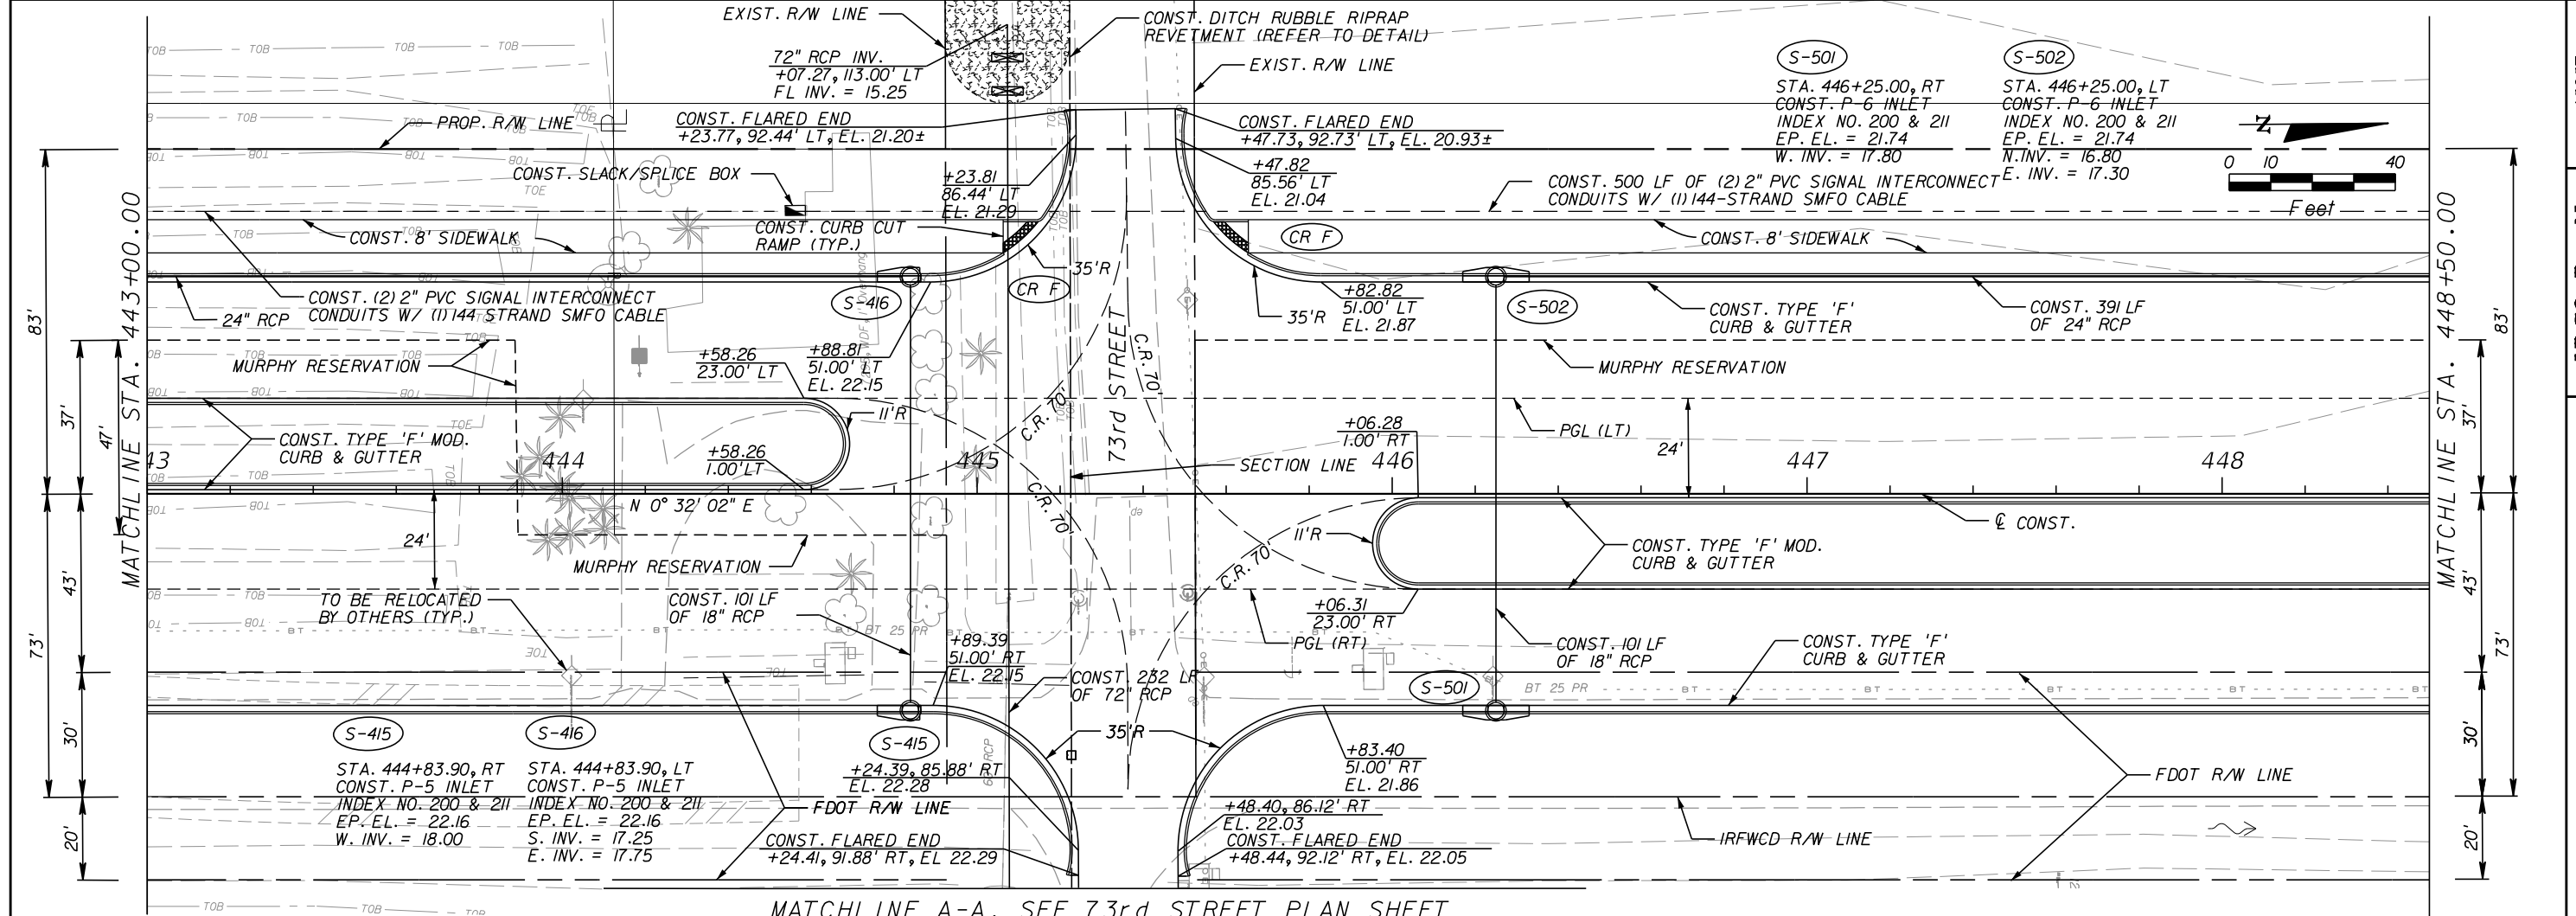 EXIST. R/W LINE
72" RCP INV.
+07.27, 113.00' LT
FL INV. = 15.25
CONST. DITCH RUBBLE RIPRAP
REVETMENT (REFER TO DETAIL)
EXIST. R/W LINE
S-501
STA. 446+25.00, RT
CONST. P-6 INLET
INDEX NO. 200 & 211
EP. EL. = 21.74
W. INV. = 17.80
S-502
STA. 446+25.00, LT
CONST. P-6 INLET
INDEX NO. 200 & 211
EP. EL. = 21.74
N. INV. = 16.80
E. INV. = 17.30
N
0 10 40
Feet
PROP. R/W LINE
CONST. FLARED END
+23.77, 92.44' LT, EL. 21.20±
CONST. FLARED END
+47.73, 92.73' LT, EL. 20.93±
CONST. SLACK/SPLICE BOX
+23.81
86.44' LT
EL. 21.29
+47.82
85.56' LT
EL. 21.04
CONST. 500 LF OF (2) 2" PVC SIGNAL INTERCONNECT
CONDUITS W/ (1) 144-STRAND SMFO CABLE
CONST. CURB CUT
RAMP (TYP.)
CONST. 8' SIDEWALK
CR F
CONST. 8' SIDEWALK
35'R
CR F
CONST. (2) 2" PVC SIGNAL INTERCONNECT
CONDUITS W/ (1) 144 STRAND SMFO CABLE
24" RCP
S-416
35'R
+82.82
51.00' LT
EL. 21.87
S-502
CONST. TYPE 'F'
CURB & GUTTER
CONST. 391 LF
OF 24" RCP
MATCHLINE STA. 443+00.00
MATCHLINE STA. 448+50.00
83'
37'
47'
43'
73'
30'
20'
83'
37'
43'
73'
30'
20'
MURPHY RESERVATION
+58.26
23.00' LT
+88.81
51.00' LT
EL. 22.15
73rd STREET
C.R. 70'
C.R. 70'
MURPHY RESERVATION
11'R
CONST. TYPE 'F' MOD.
CURB & GUTTER
+58.26
1.00' LT
+06.28
1.00' RT
PGL (LT)
24'
SECTION LINE
43
444
445
446
447
448
N 0° 32' 02" E
C.R. 70'
C.R. 70'
11'R
℄ CONST.
24'
CONST. TYPE 'F' MOD.
CURB & GUTTER
MURPHY RESERVATION
TO BE RELOCATED
BY OTHERS (TYP.)
CONST. 101 LF
OF 18" RCP
+06.31
23.00' RT
BT 25 PR
+89.39
51.00' RT
EL. 22.15
PGL (RT)
CONST. 101 LF
OF 18" RCP
CONST. TYPE 'F'
CURB & GUTTER
CONST. 232 LF
OF 72" RCP
S-501
BT 25 PR
S-415
STA. 444+83.90, RT
CONST. P-5 INLET
INDEX NO. 200 & 211
EP. EL. = 22.16
W. INV. = 18.00
S-416
STA. 444+83.90, LT
CONST. P-5 INLET
INDEX NO. 200 & 211
EP. EL. = 22.16
S. INV. = 17.25
E. INV. = 17.75
S-415
35'R
+83.40
51.00' RT
EL. 21.86
+24.39, 85.88' RT
EL. 22.28
FDOT R/W LINE
FDOT R/W LINE
+48.40, 86.12' RT
EL. 22.03
CONST. FLARED END
+24.41, 91.88' RT, EL 22.29
CONST. FLARED END
+48.44, 92.12' RT, EL. 22.05
IRFWCD R/W LINE
MATCHLINE A-A, SEE 73rd STREET PLAN SHEET